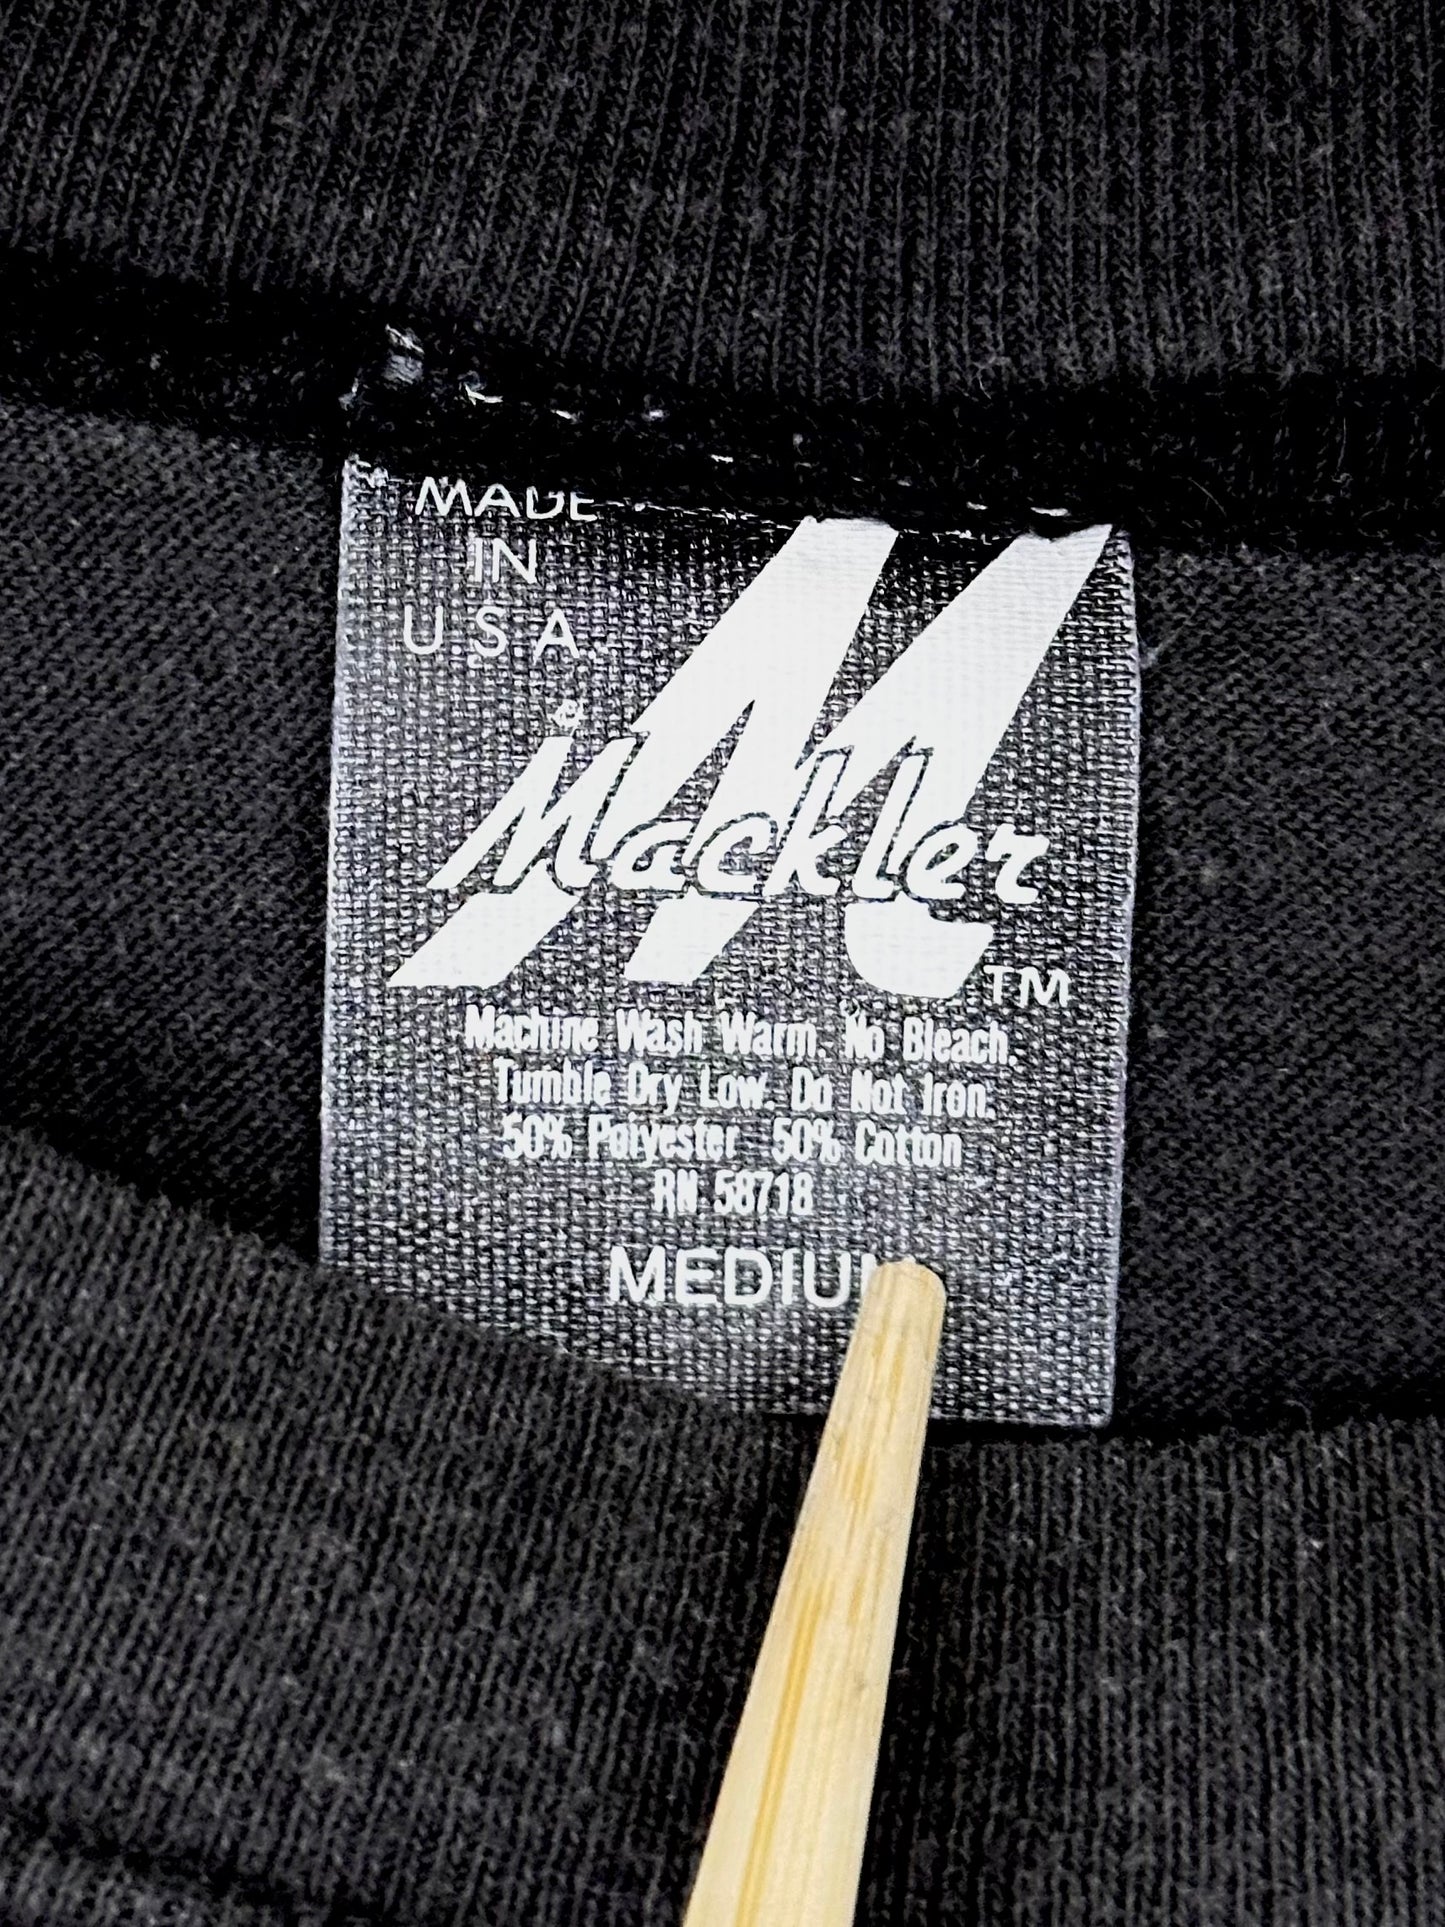 MADE
IN
U.S.A.
Mackler
TM
Machine Wash Warm. No Bleach.
Tumble Dry Low. Do Not Iron.
50% Polyester 50% Cotton
RN 58718
MEDIUM